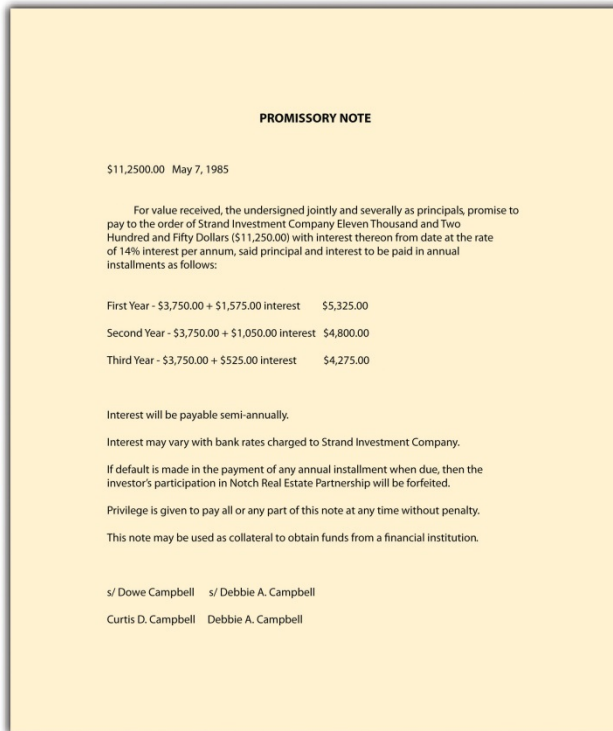 PROMISSORY NOTE
$11,2500.00 May 7, 1985
For value received, the undersigned jointly and severally as principals, promise to
pay to the order of Strand Investment Company Eleven Thousand and Two
Hundred and Fifty Dollars ($11,250.00) with interest thereon from date at the rate
of 14% interest per annum, said principal and interest to be paid in annual
installments as follows:
First Year - $3,750.00 + $1,575.00 interest $5,325.00
Second Year - $3,750.00 + $1,050.00 interest $4,800.00
Third Year - $3,750.00 + $525.00 interest $4,275.00
Interest will be payable semi-annually.
Interest may vary with bank rates charged to Strand Investment Company.
If default is made in the payment of any annual installment when due, then the
investor's participation in Notch Real Estate Partnership will be forfeited.
Privilege is given to pay all or any part of this note at any time without penalty.
This note may be used as collateral to obtain funds from a financial institution.
s/ Dowe Campbell s/ Debbie A. Campbell
Curtis D. Campbell Debbie A. Campbell